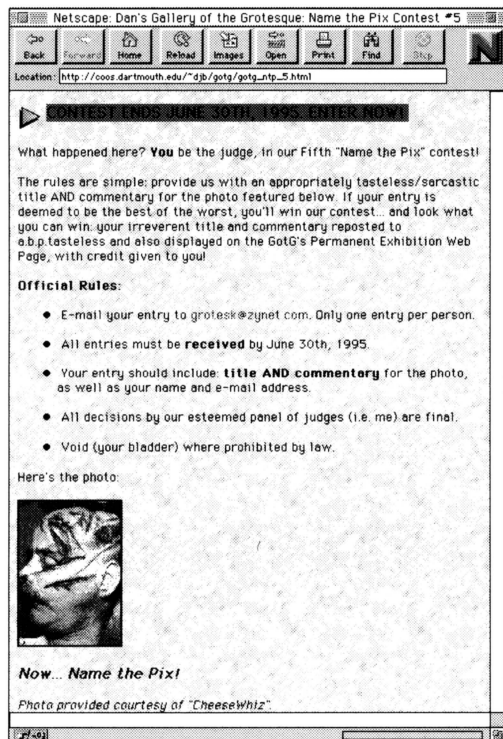 Netscape: Dan's Gallery of the Grotesque: Name the Pix Contest #5
Back Forward Home Reload Images Open Print Find Stop
N
Location: http://coos.dartmouth.edu/~djb/gotg/gotg_ntp_5.html
CONTEST ENDS JUNE 30TH, 1995. ENTER NOW!
What happened here? You be the judge, in our Fifth "Name the Pix" contest!
The rules are simple: provide us with an appropriately tasteless/sarcastic
title AND commentary for the photo featured below. If your entry is
deemed to be the best of the worst, you'll win our contest... and look what
you can win: your irreverent title and commentary reposted to
a.b.p.tasteless and also displayed on the GotG's Permanent Exhibition Web
Page, with credit given to you!
Official Rules:
● E-mail your entry to grotesk@zynet.com. Only one entry per person.
● All entries must be received by June 30th, 1995.
● Your entry should include: title AND commentary for the photo,
as well as your name and e-mail address.
● All decisions by our esteemed panel of judges (i.e. me) are final.
● Void (your bladder) where prohibited by law.
Here's the photo:
Now... Name the Pix!
Photo provided courtesy of "CheeseWhiz".